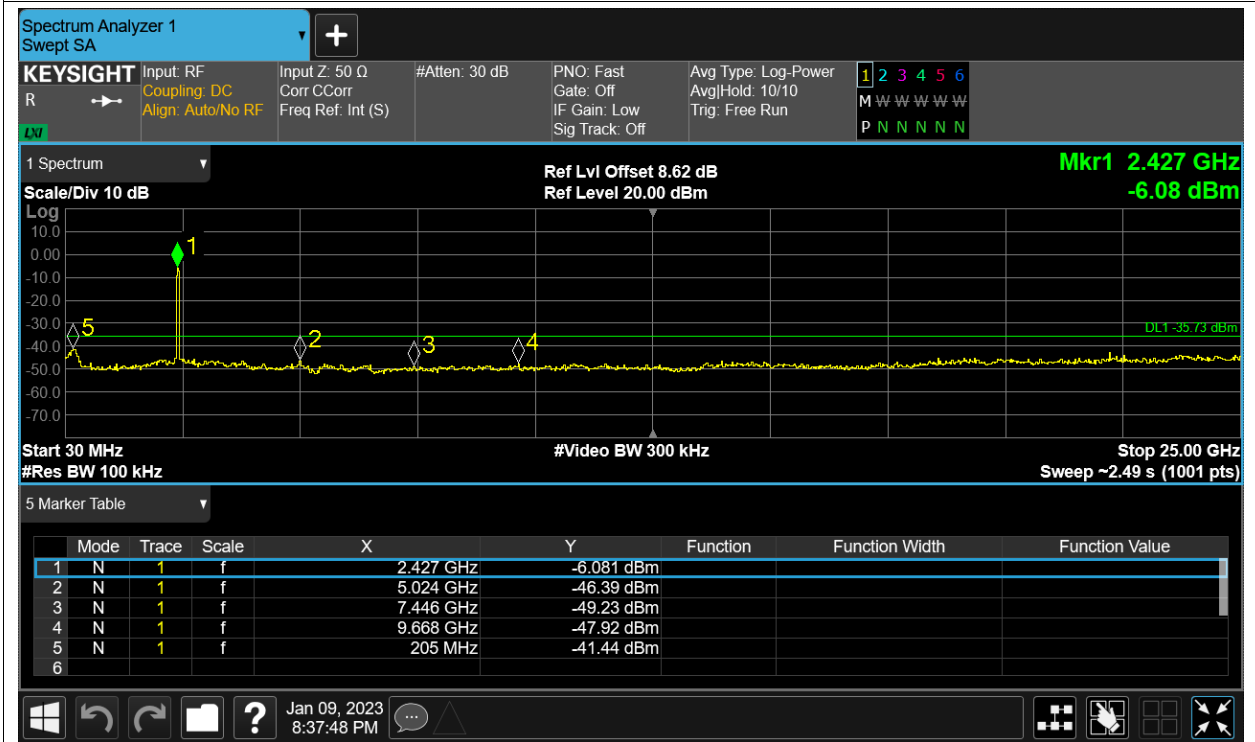 Spectrum Analyzer 1
Swept SA
+
KEYSIGHT Input: RF Input Z: 50 Ω #Atten: 30 dB PNO: Fast Avg Type: Log-Power 1 2 3 4 5 6
R Coupling: DC Corr CCorr Gate: Off Avg|Hold: 10/10 M W W W W W
Align: Auto/No RF Freq Ref: Int (S) IF Gain: Low Trig: Free Run P N N N N N
LXI Sig Track: Off
1 Spectrum Ref Lvl Offset 8.62 dB Mkr1 2.427 GHz
Scale/Div 10 dB Ref Level 20.00 dBm -6.08 dBm
Log
10.0
0.00 1
-10.0
-20.0
-30.0 5 DL1 -35.73 dBm
-40.0 2 3 4
-50.0
-60.0
-70.0
Start 30 MHz #Video BW 300 kHz Stop 25.00 GHz
#Res BW 100 kHz Sweep ~2.49 s (1001 pts)
5 Marker Table
Mode Trace Scale X Y Function Function Width Function Value
1 N 1 f 2.427 GHz -6.081 dBm
2 N 1 f 5.024 GHz -46.39 dBm
3 N 1 f 7.446 GHz -49.23 dBm
4 N 1 f 9.668 GHz -47.92 dBm
5 N 1 f 205 MHz -41.44 dBm
6
? Jan 09, 2023
8:37:48 PM